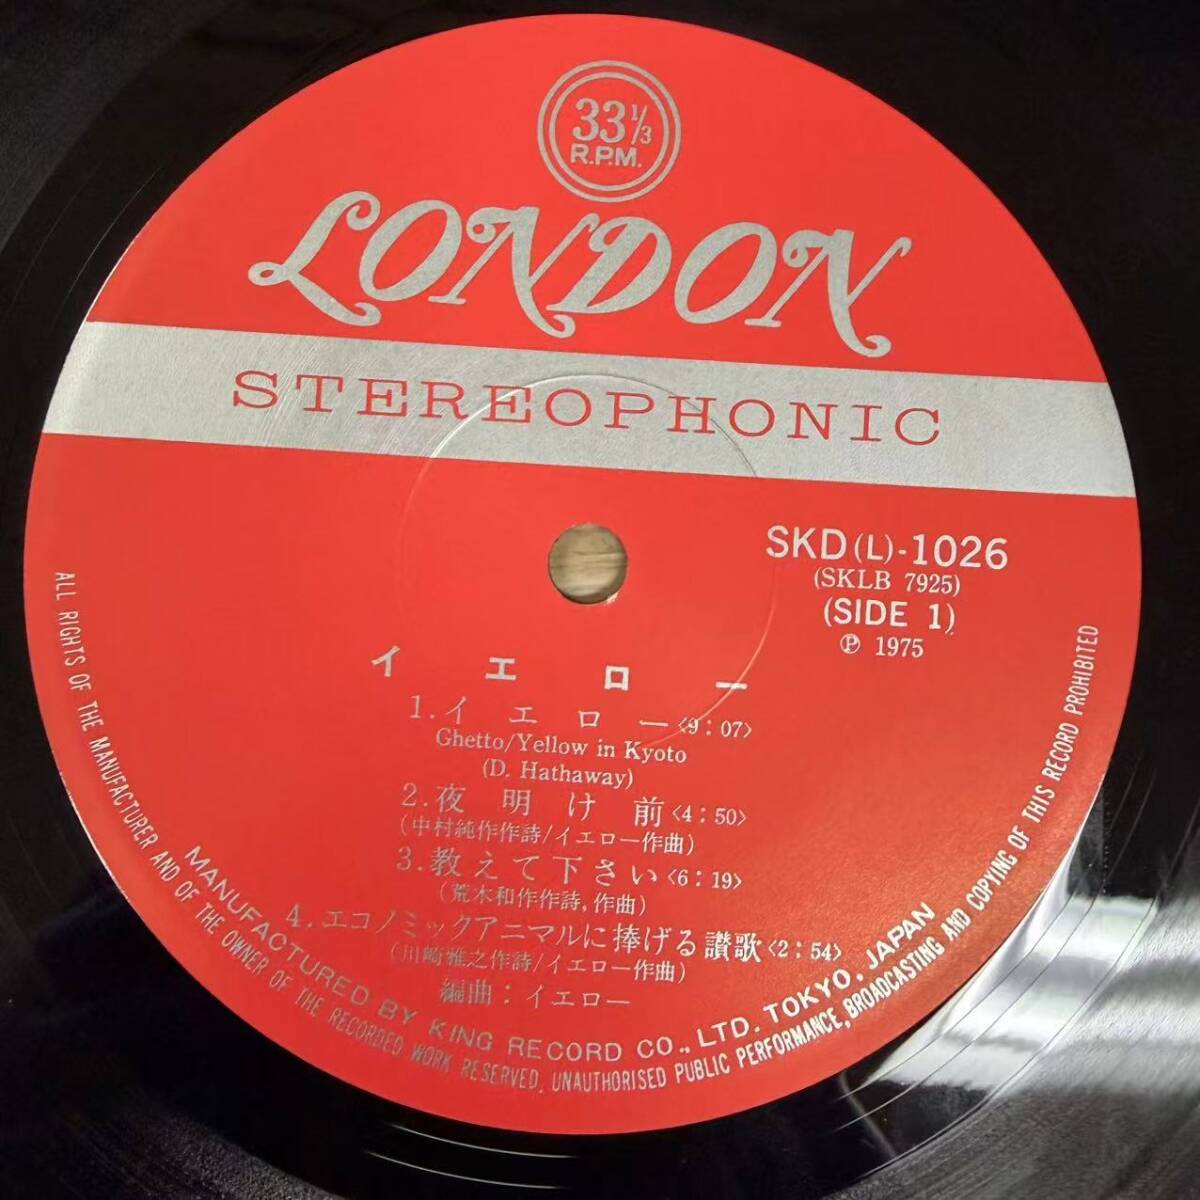 33 1/3
R.P.M.
LONDON
STEREOPHONIC
SKD(L)-1026
(SKLB 7925)
(SIDE 1)
Ⓟ 1975
イエロー
1.イエロー<9:07>
Ghetto/Yellow in Kyoto
(D. Hathaway)
2.夜明け前<4:50>
(中村純作作詩/イエロー作曲)
3.教えて下さい<6:19>
(荒木和作作詩,作曲)
4.エコノミックアニマルに捧げる讃歌<2:54>
(川崎雅之作詩/イエロー作曲)
編曲:イエロー
MANUFACTURED BY KING RECORD CO., LTD. TOKYO. JAPAN
ALL RIGHTS OF THE MANUFACTURER AND OF THE OWNER OF THE RECORDED WORK RESERVED, UNAUTHORISED PUBLIC PERFORMANCE, BROADCASTING AND COPYING OF THIS RECORD PROHIBITED